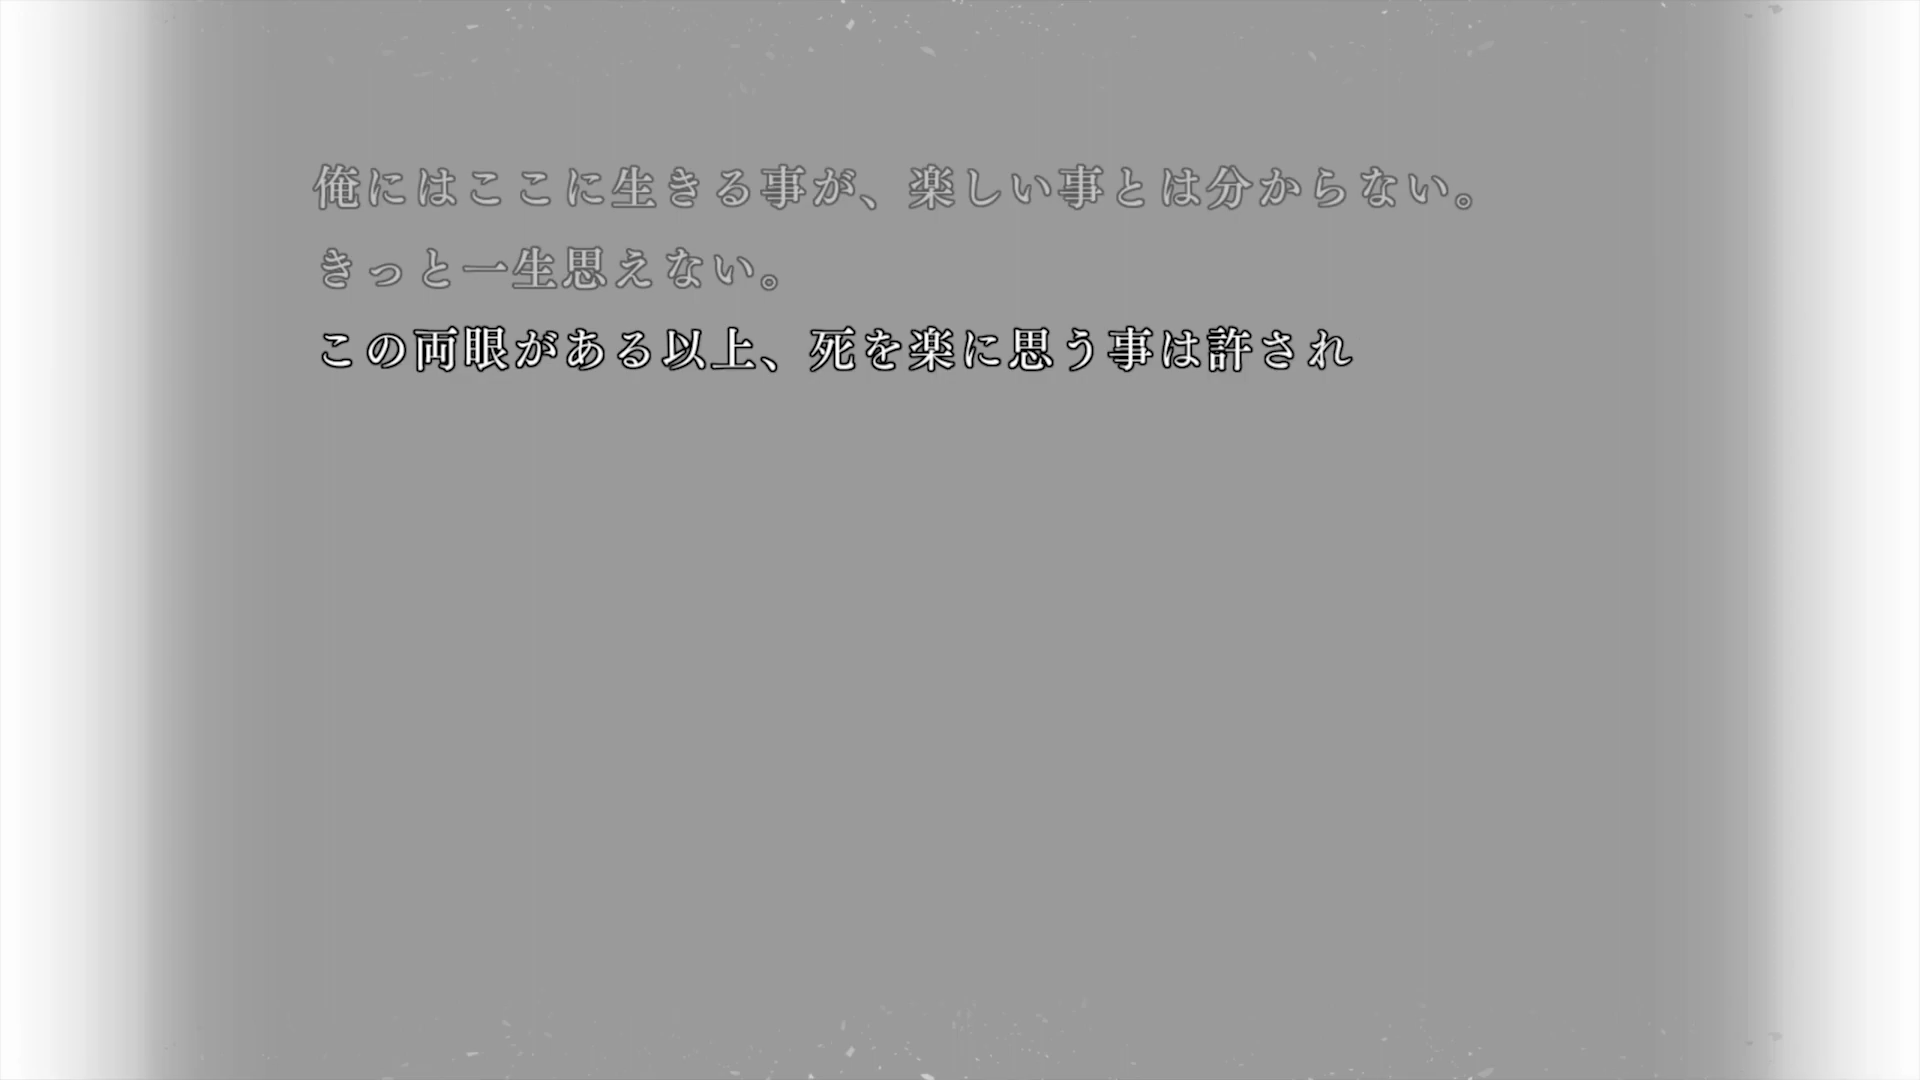 俺にはここに生きる事が、楽しい事とは分からない。
きっと一生思えない。
この両眼がある以上、死を楽に思う事は許され